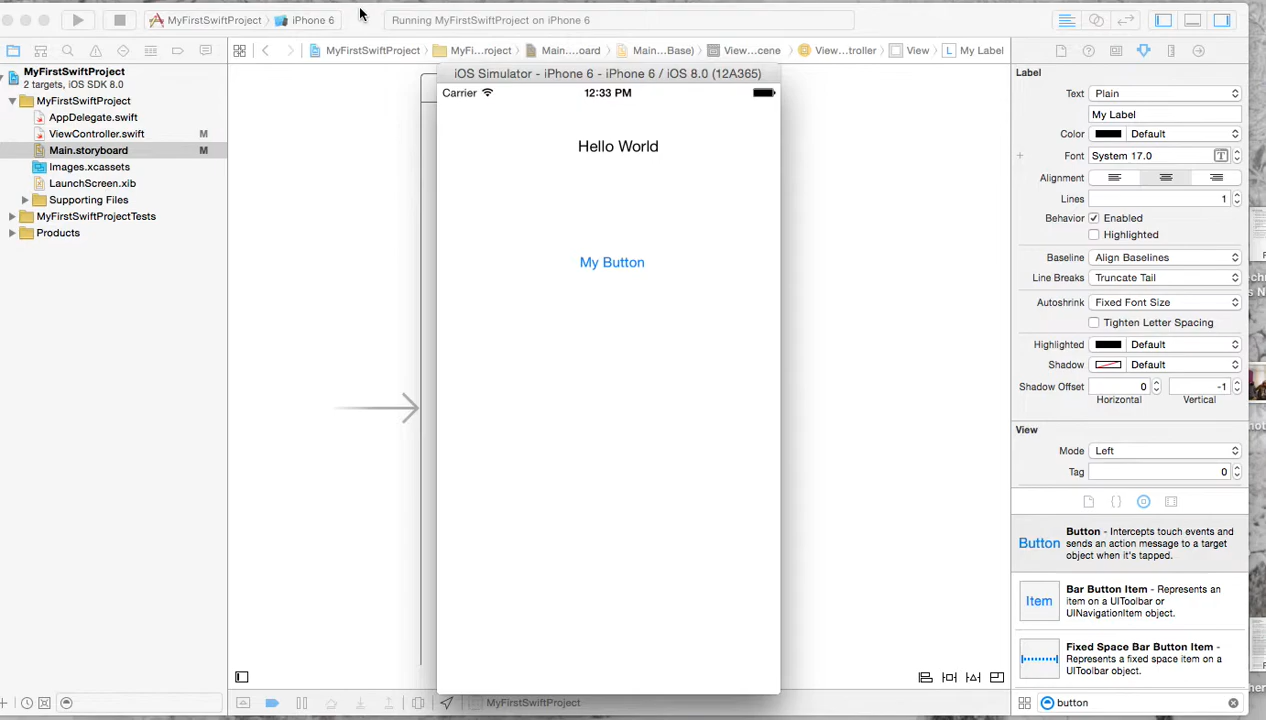 MyFirstSwiftProject
iPhone 6
Running MyFirstSwiftProject on iPhone 6
MyFirstSwiftProject
MyFi...roject
Main....oard
Main...Base)
View...cene
View...troller
View
L My Label
MyFirstSwiftProject
2 targets, iOS SDK 8.0
MyFirstSwiftProject
AppDelegate.swift
ViewController.swift M
Main.storyboard M
Images.xcassets
LaunchScreen.xib
Supporting Files
MyFirstSwiftProjectTests
Products
iOS Simulator - iPhone 6 - iPhone 6 / iOS 8.0 (12A365)
Carrier 12:33 PM
Hello World
My Button
Label
Text Plain
My Label
Color Default
Font System 17.0 T
Alignment
Lines 1
Behavior Enabled
Highlighted
Baseline Align Baselines
Line Breaks Truncate Tail
Autoshrink Fixed Font Size
Tighten Letter Spacing
Highlighted Default
Shadow Default
Shadow Offset 0 -1
Horizontal Vertical
View
Mode Left
Tag 0
Button
Button - Intercepts touch events and
sends an action message to a target
object when it's tapped.
Item
Bar Button Item - Represents an
item on a UIToolbar or
UINavigationItem object.
Fixed Space Bar Button Item -
Represents a fixed space item on a
UIToolbar object.
MyFirstSwiftProject
button